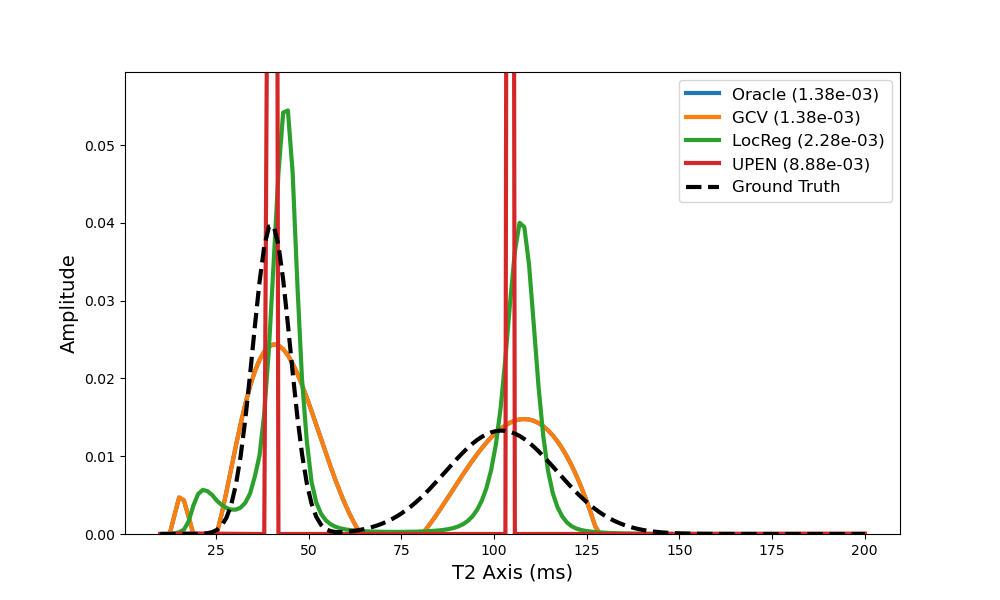 Oracle (1.38e-03)
GCV (1.38e-03)
LocReg (2.28e-03)
UPEN (8.88e-03)
Ground Truth
Amplitude
0.05
0.04
0.03
0.02
0.01
0.00
25 50 75 100 125 150 175 200
T2 Axis (ms)